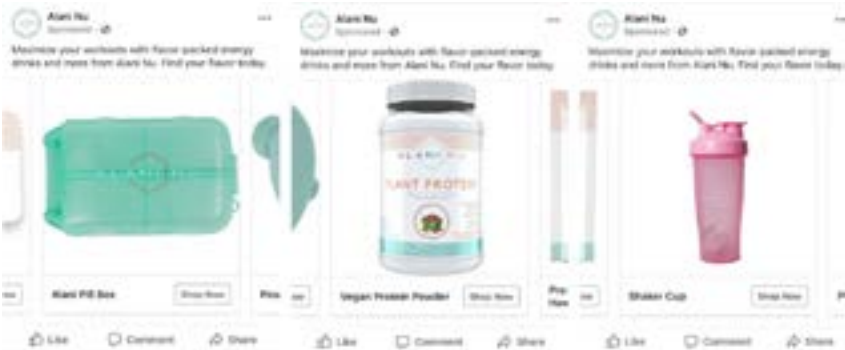 Alani Nu
Sponsored ·
Maximize your workouts with flavor-packed energy
drinks and more from Alani Nu. Find your flavor today.
ALANI NU
Alani Pill Box
Shop Now
Like
Comment
Share
Alani Nu
Sponsored ·
Maximize your workouts with flavor-packed energy
drinks and more from Alani Nu. Find your flavor today.
ALANI NU
PLANT PROTEIN
Vegan Protein Powder
Shop Now
Like
Comment
Share
Alani Nu
Sponsored ·
Maximize your workouts with flavor-packed energy
drinks and more from Alani Nu. Find your flavor today.
Shaker Cup
Shop Now
Like
Comment
Share